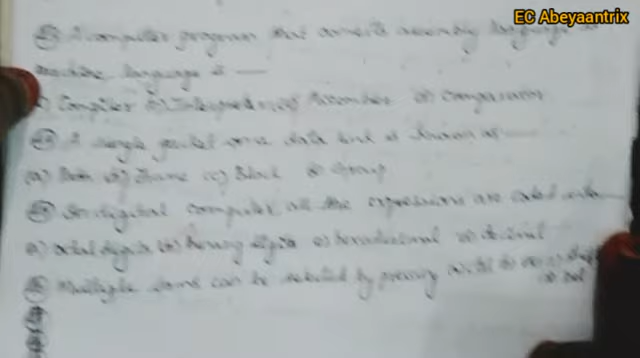 EC Abeyaantrix
A computer program that converts assembly language to
machine language is —
a) Compiler b) Interpreter c) Assembler d) Comparison
A single packet on a data link is known as —
(a) Path b) Frame c) Block d) Group
In digital computer all the expressions are coded into
a) octal digits b) binary digits c) hexadecimal d) decimal
Multiple items can be selected by pressing